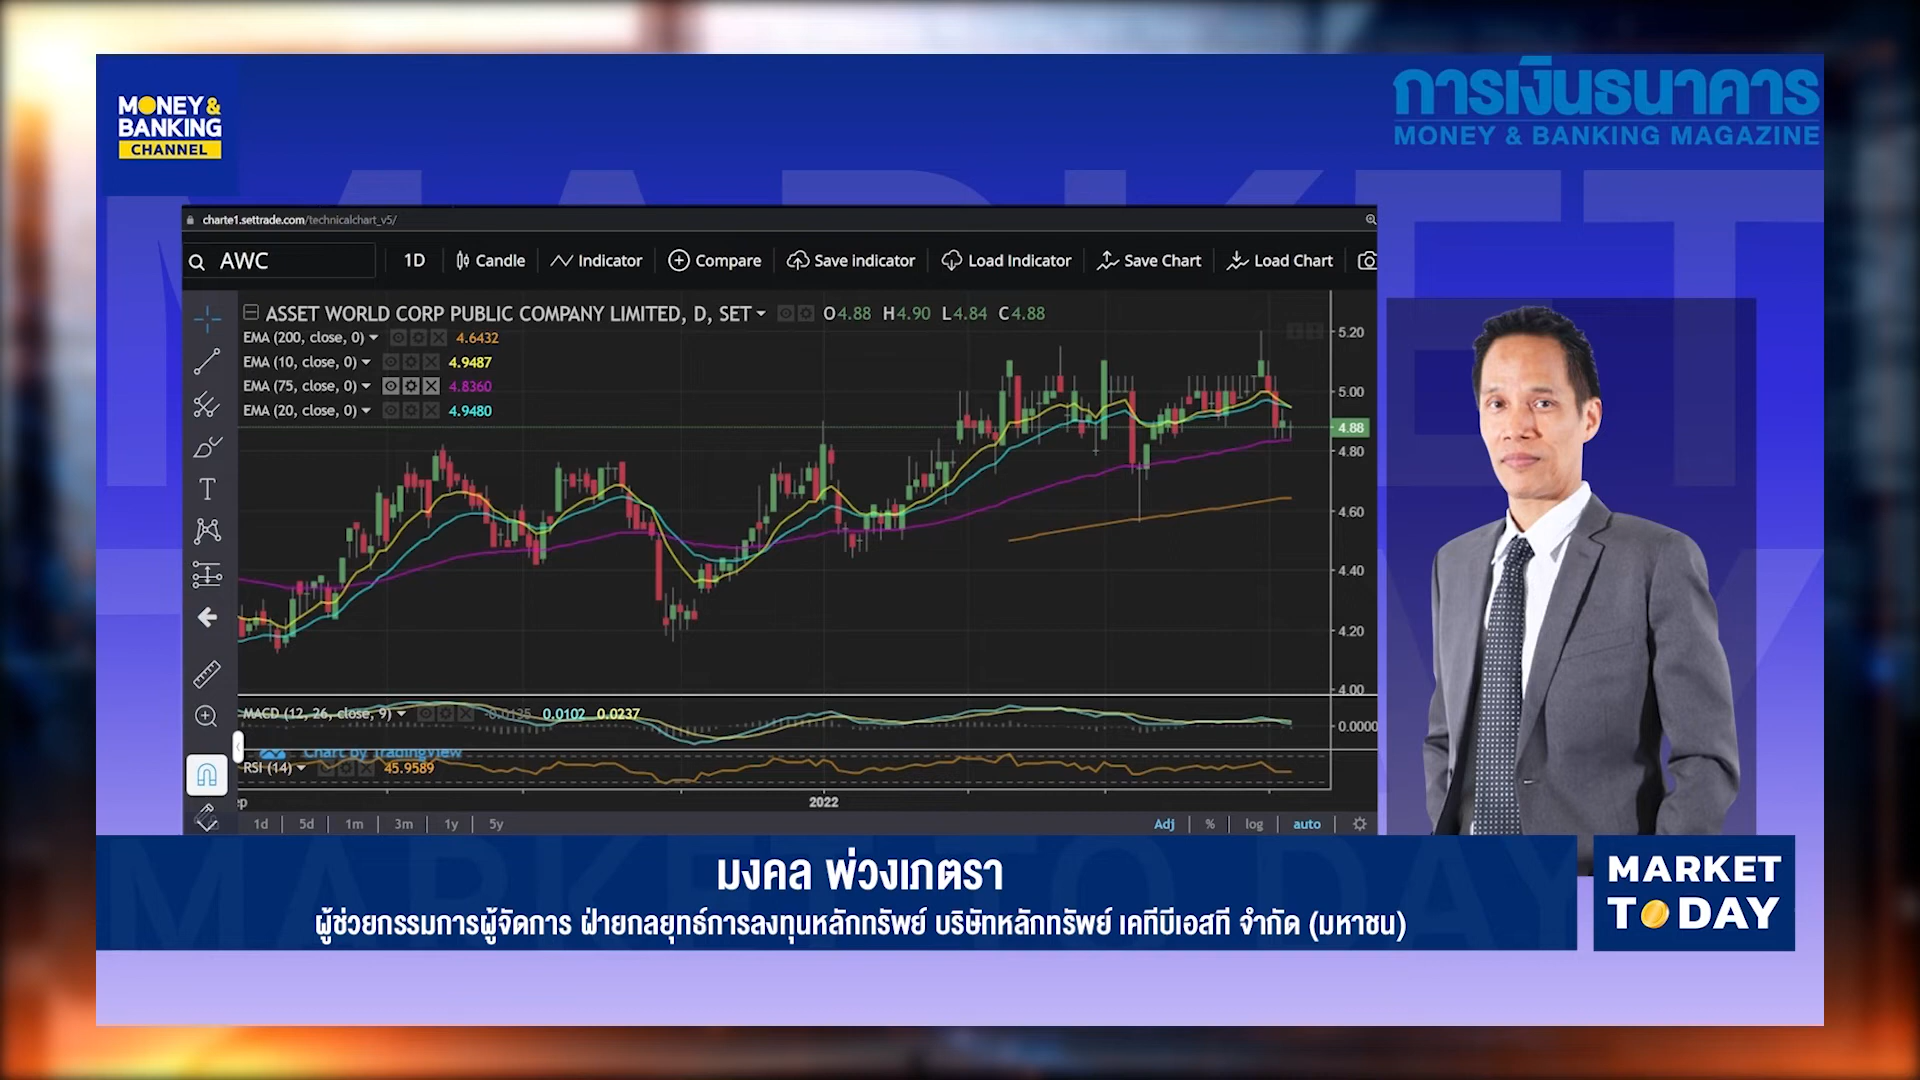 MONEY &
BANKING
CHANNEL
การเงินธนาคาร
MONEY & BANKING MAGAZINE
MARKET
charte1.settrade.com/technicalchart_v5/
AWC
1D
Candle
Indicator
Compare
Save Indicator
Load Indicator
Save Chart
Load Chart
ASSET WORLD CORP PUBLIC COMPANY LIMITED, D, SET O4.88 H4.90 L4.84 C4.88
EMA (200, close, 0) 4.6432
EMA (10, close, 0) 4.9487
EMA (75, close, 0) 4.8360
EMA (20, close, 0) 4.9480
5.20
5.00
4.88
4.80
4.60
4.40
4.20
4.00
MACD (12, 26, close, 9) -0.0135 0.0102 0.0237
0.0000
Chart by TradingView
RSI (14) 45.9589
2022
1d 5d 1m 3m 1y 5y
Adj % log auto
มงคล พ่วงเภตรา
ผู้ช่วยกรรมการผู้จัดการ ฝ่ายกลยุทธ์การลงทุนหลักทรัพย์ บริษัทหลักทรัพย์ เคทีบีเอสที จำกัด (มหาชน)
MARKET
TODAY
MARKET TODAY